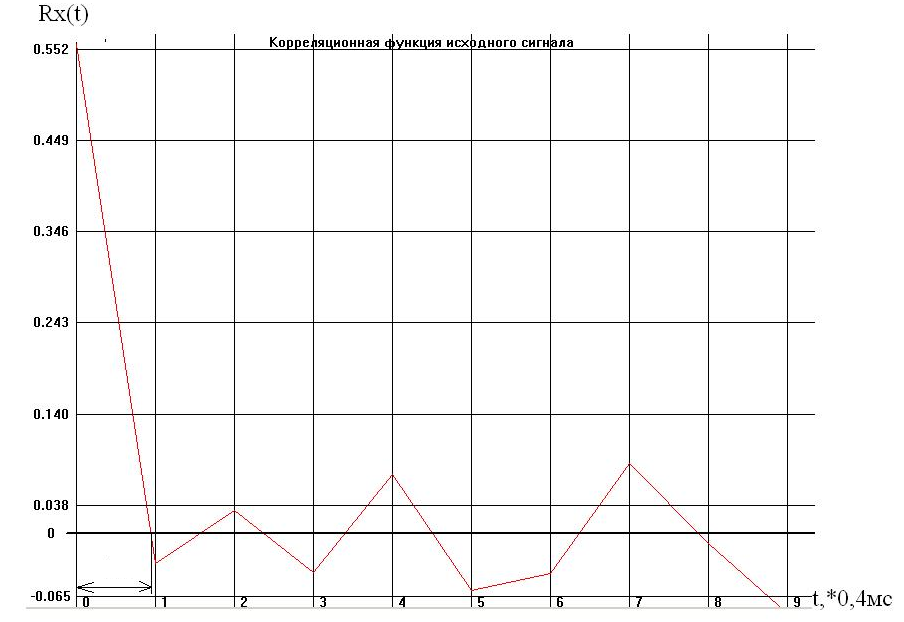 Rx(t)
Корреляционная функция исходного сигнала
0.552
0.449
0.346
0.243
0.140
0.038
0
-0.065
0 1 2 3 4 5 6 7 8 9 t,*0,4мс